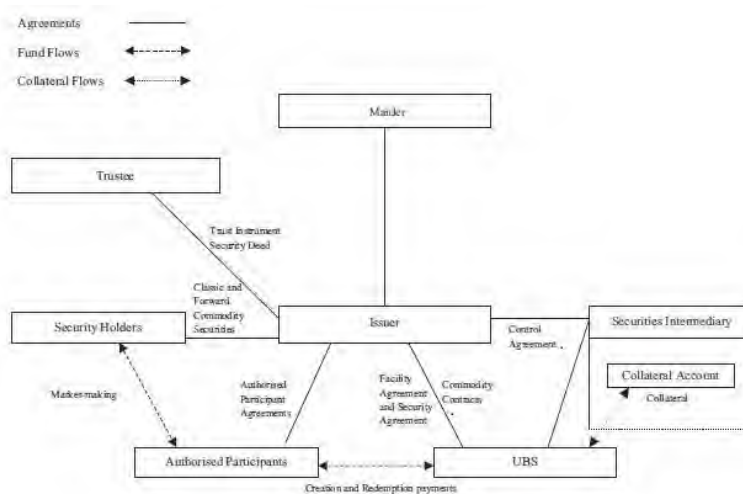 Agreements
Fund Flows
Collateral Flows
Trustee
Trust Instrument
Security Deed
Classic and
Forward
Commodity
Securities
Security Holders
Issuer
Control
Agreement
Securities Intermediary
Collateral Account
Collateral
Market-making
Authorised
Participant
Agreements
Facility
Agreement
and Security
Agreement
Commodity
Contracts
Authorised Participants
UBS
Creation and Redemption payments